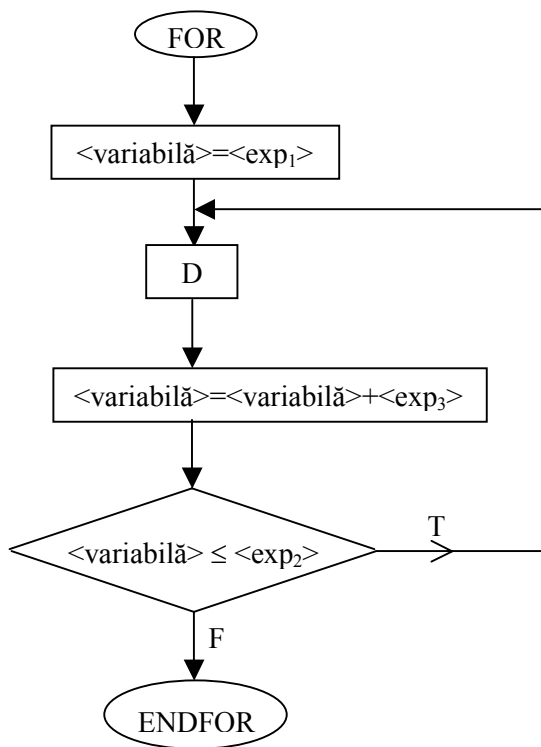 FOR
<variabilă>=<exp₁>
D
<variabilă>=<variabilă>+<exp₃>
<variabilă> ≤ <exp₂>
T
F
ENDFOR